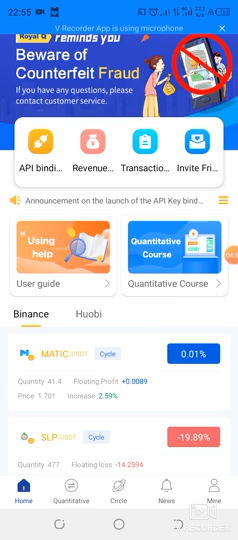 22:55
V Recorder App is using microphone
Royal Q reminds you
Beware of
Counterfeit Fraud
If you have any questions, please
contact customer service.
API bindi...
Revenue...
Transactio...
Invite Fri...
Announcement on the launch of the API Key bind...
Using
help
Quantitative
Course
User guide
Quantitative Course
Binance
Huobi
MATIC/USDT
Cycle
0.01%
Quantity 41.4
Floating Profit +0.0089
Price 1.701
Increase 2.59%
SLP/USDT
Cycle
-19.89%
Quantity 477
Floating loss -14.2594
Home
Quantitative
Circle
News
Mine